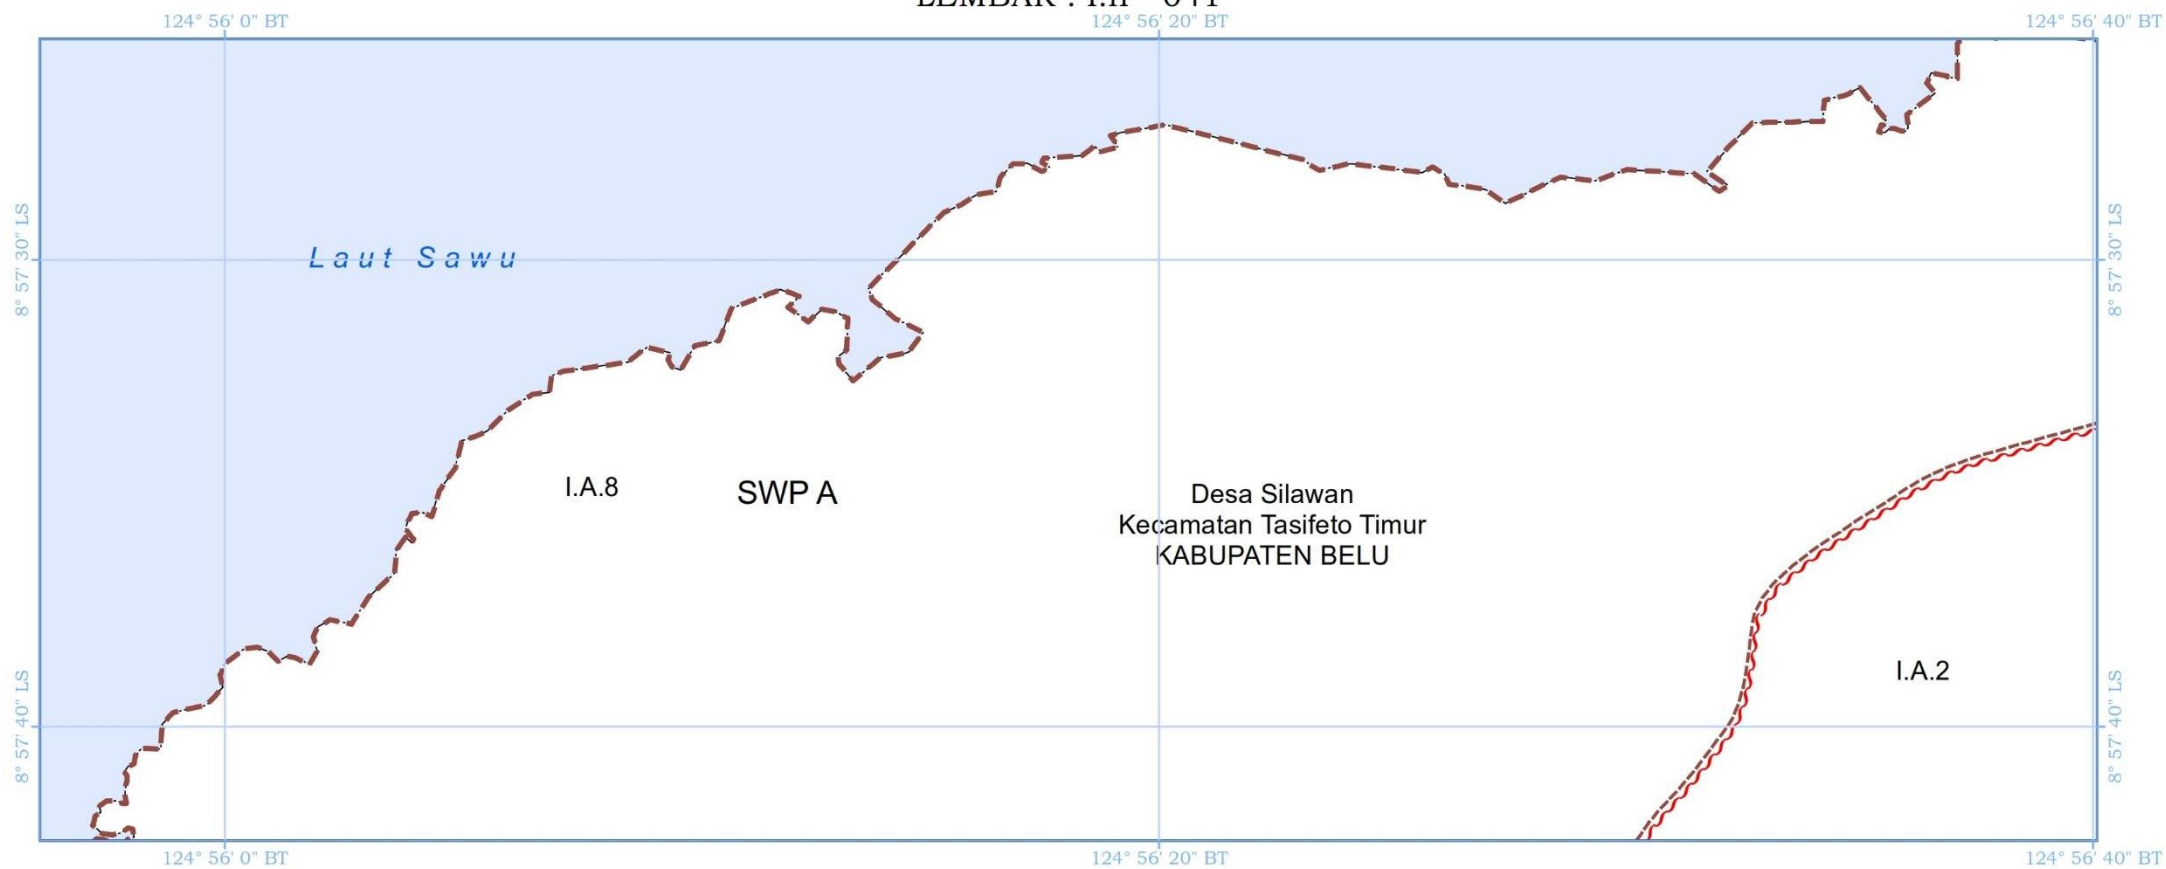 124° 56' 0" BT
124° 56' 20" BT
124° 56' 40" BT
8° 57' 30" LS
Laut Sawu
8° 57' 30" LS
I.A.8
SWP A
Desa Silawan
Kecamatan Tasifeto Timur
KABUPATEN BELU
I.A.2
8° 57' 40" LS
8° 57' 40" LS
124° 56' 0" BT
124° 56' 20" BT
124° 56' 40" BT